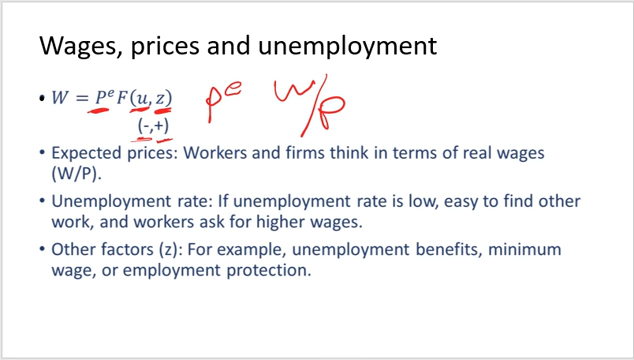 Wages, prices and unemployment
• W = Pᵉ F(u, z) pᵉ W/P
(-,+)
• Expected prices: Workers and firms think in terms of real wages
(W/P).
• Unemployment rate: If unemployment rate is low, easy to find other
work, and workers ask for higher wages.
• Other factors (z): For example, unemployment benefits, minimum
wage, or employment protection.